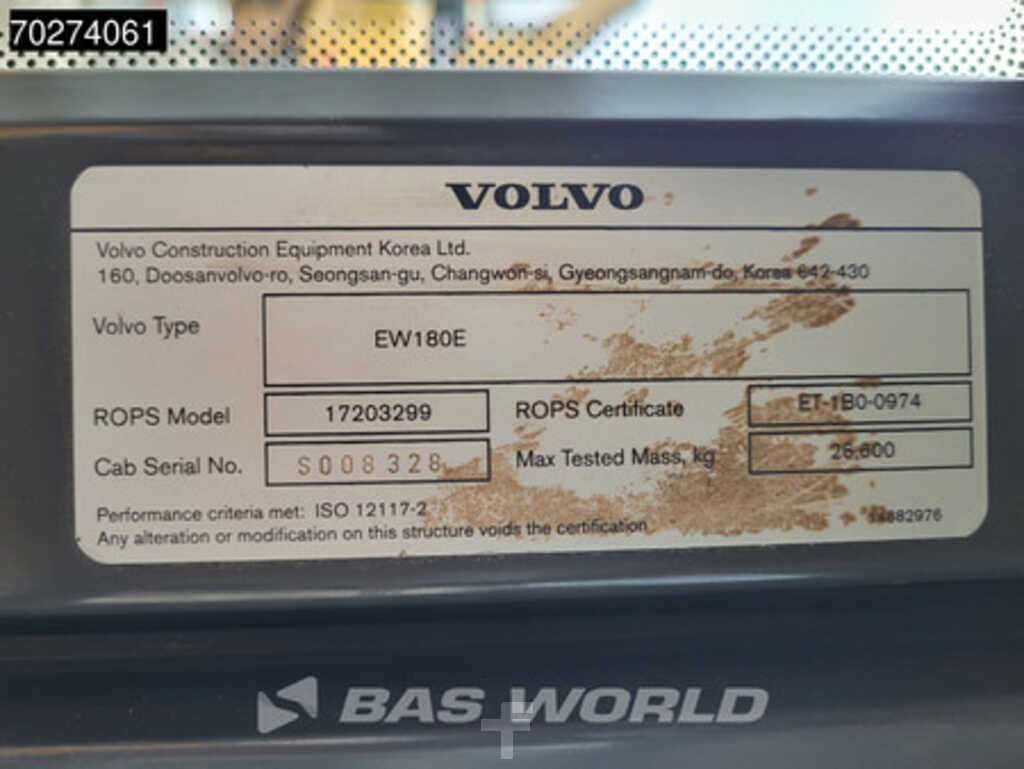 70274061
VOLVO
Volvo Construction Equipment Korea Ltd.
160, Doosanvolvo-ro, Seongsan-gu, Changwon-si, Gyeongsangnam-do, Korea 642-430
Volvo Type EW180E
ROPS Model 17203299 ROPS Certificate ET-1B0-0974
Cab Serial No. S008328 Max Tested Mass, kg 26,600
Performance criteria met: ISO 12117-2
Any alteration or modification on this structure voids the certification
BAS WORLD